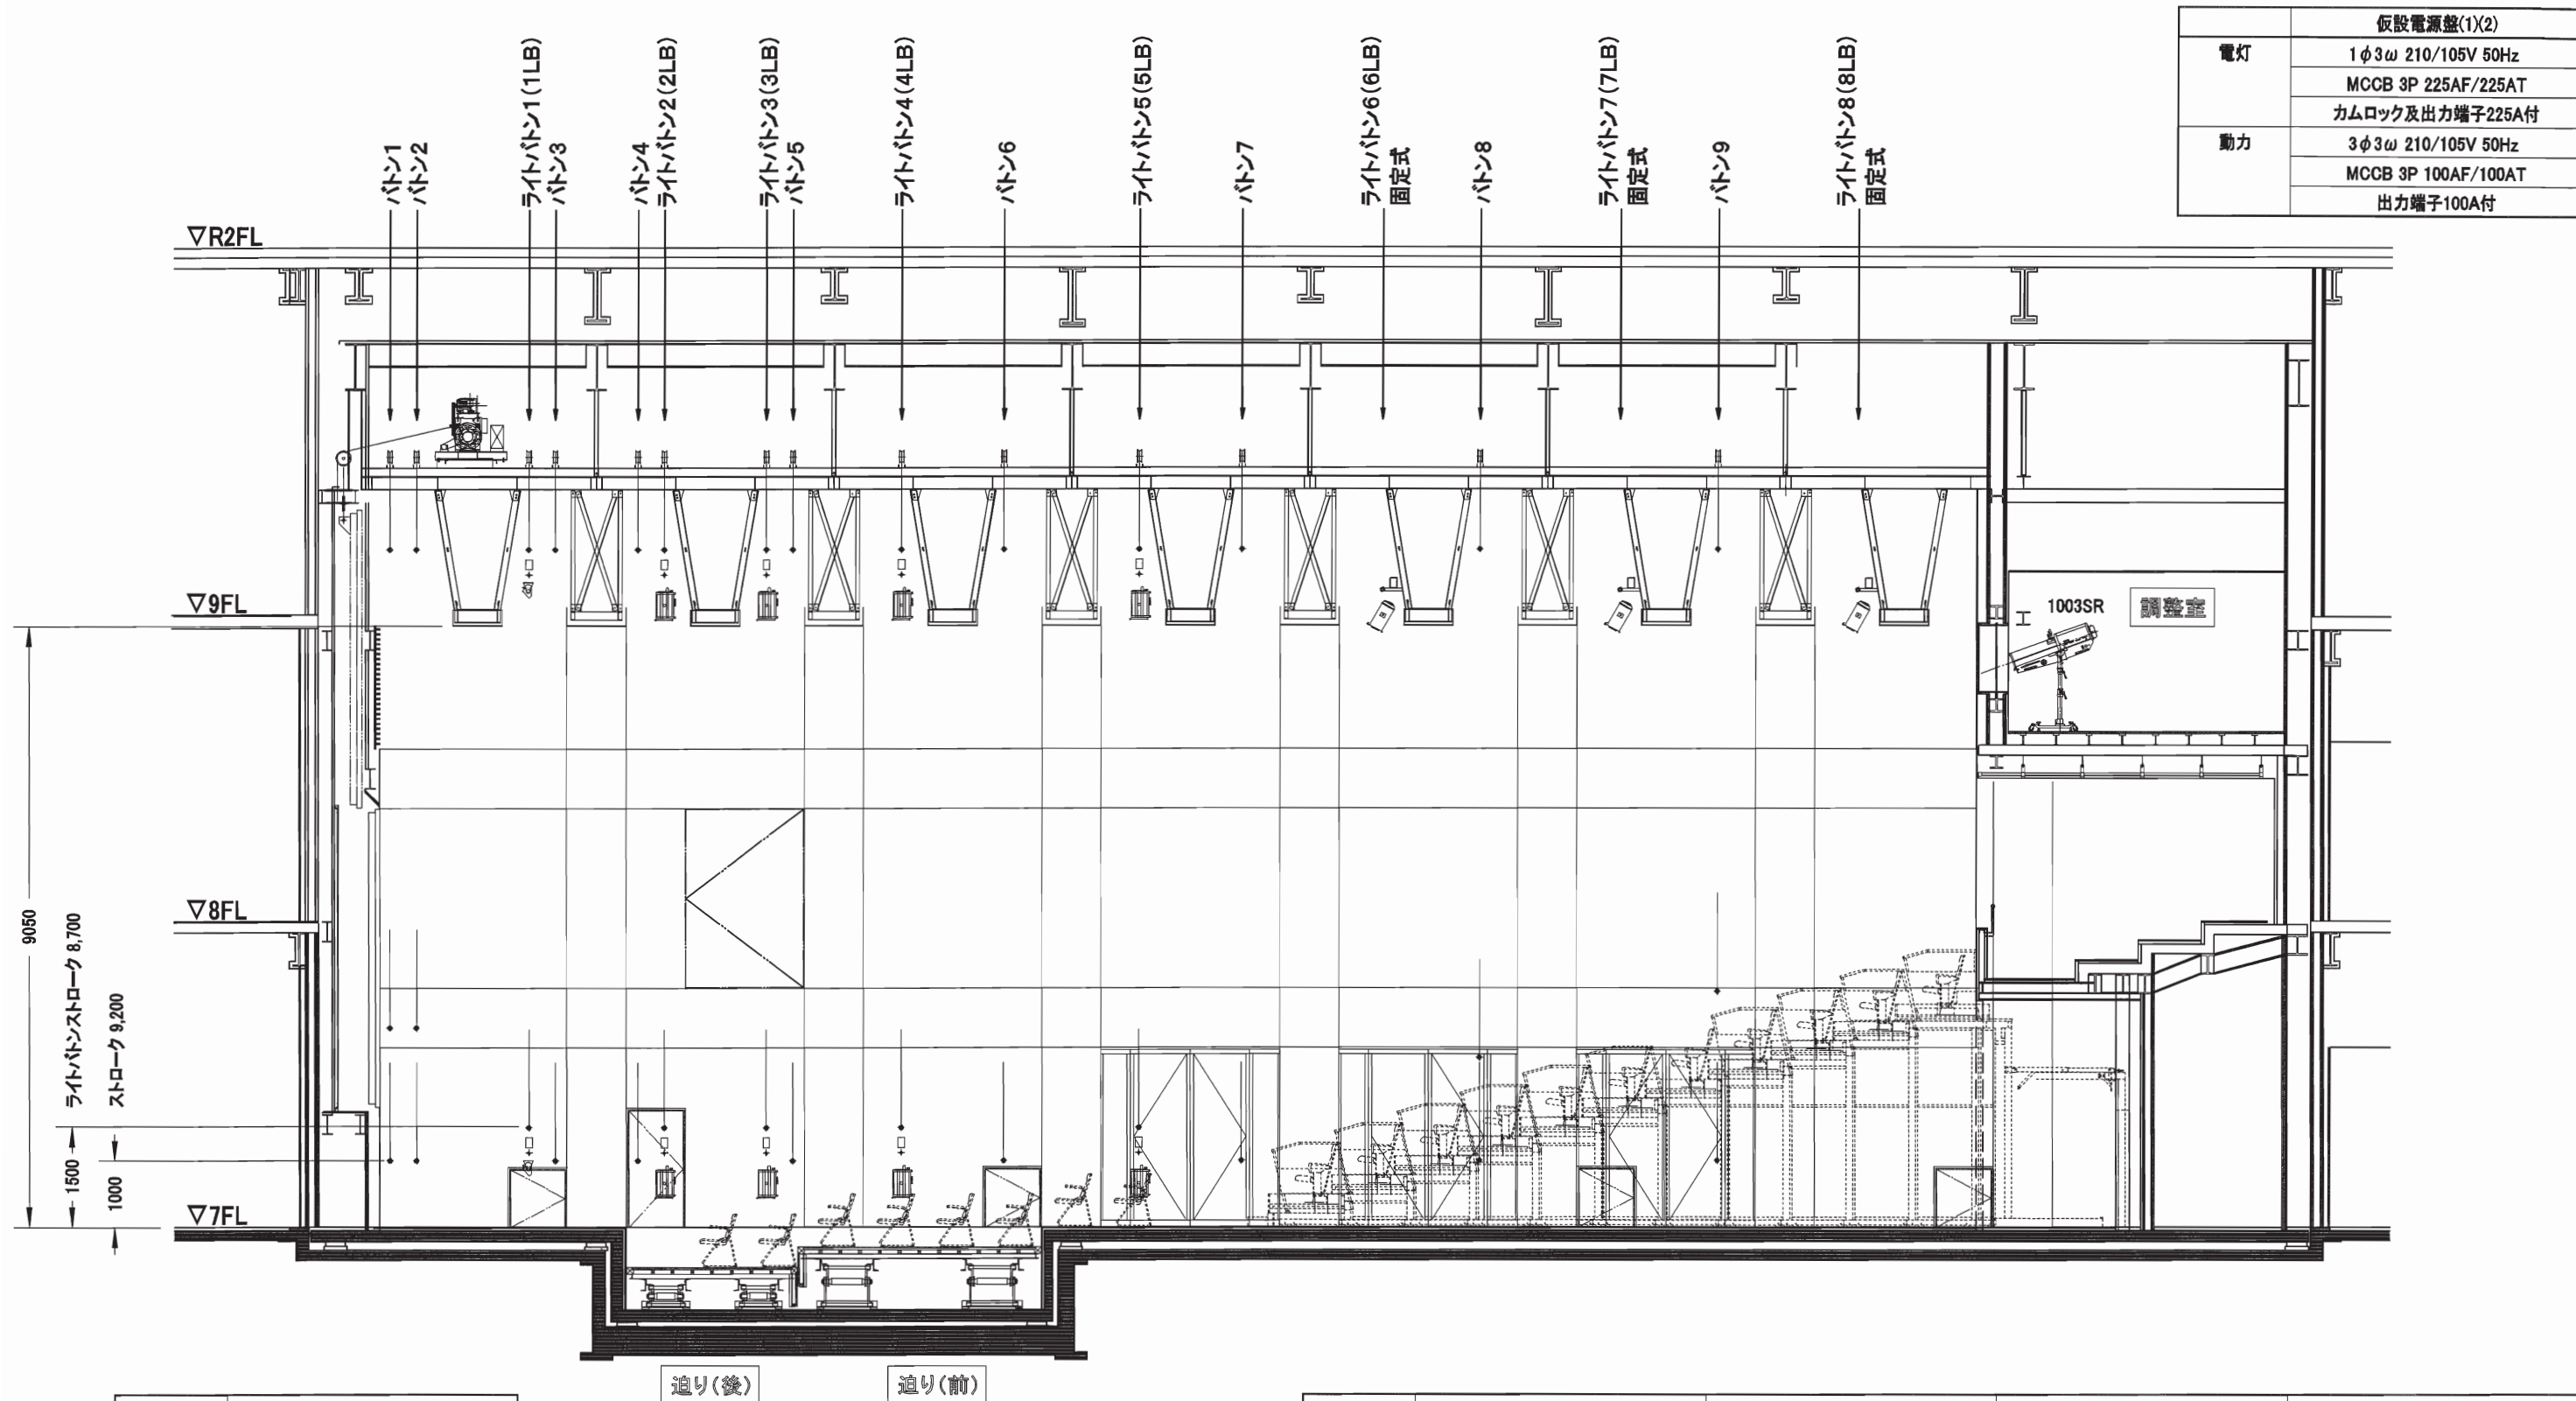 仮設電源盤(1)(2)
電灯
1φ3ω 210/105V 50Hz
MCCB 3P 225AF/225AT
カムロック及出力端子225A付
動力
3φ3ω 210/105V 50Hz
MCCB 3P 100AF/100AT
出力端子100A付
バトン1
バトン2
ライトバトン1(1LB)
バトン3
バトン4
ライトバトン2(2LB)
ライトバトン3(3LB)
バトン5
ライトバトン4(4LB)
バトン6
ライトバトン5(5LB)
バトン7
ライトバトン6(6LB)
固定式
バトン8
ライトバトン7(7LB)
固定式
バトン9
ライトバトン8(8LB)
固定式
▽R2FL
▽9FL
1003SR
調整室
▽8FL
9050
ライトバトンストローク 8,700
ストローク 9,200
1500
1000
▽7FL
迫り(後)
迫り(前)